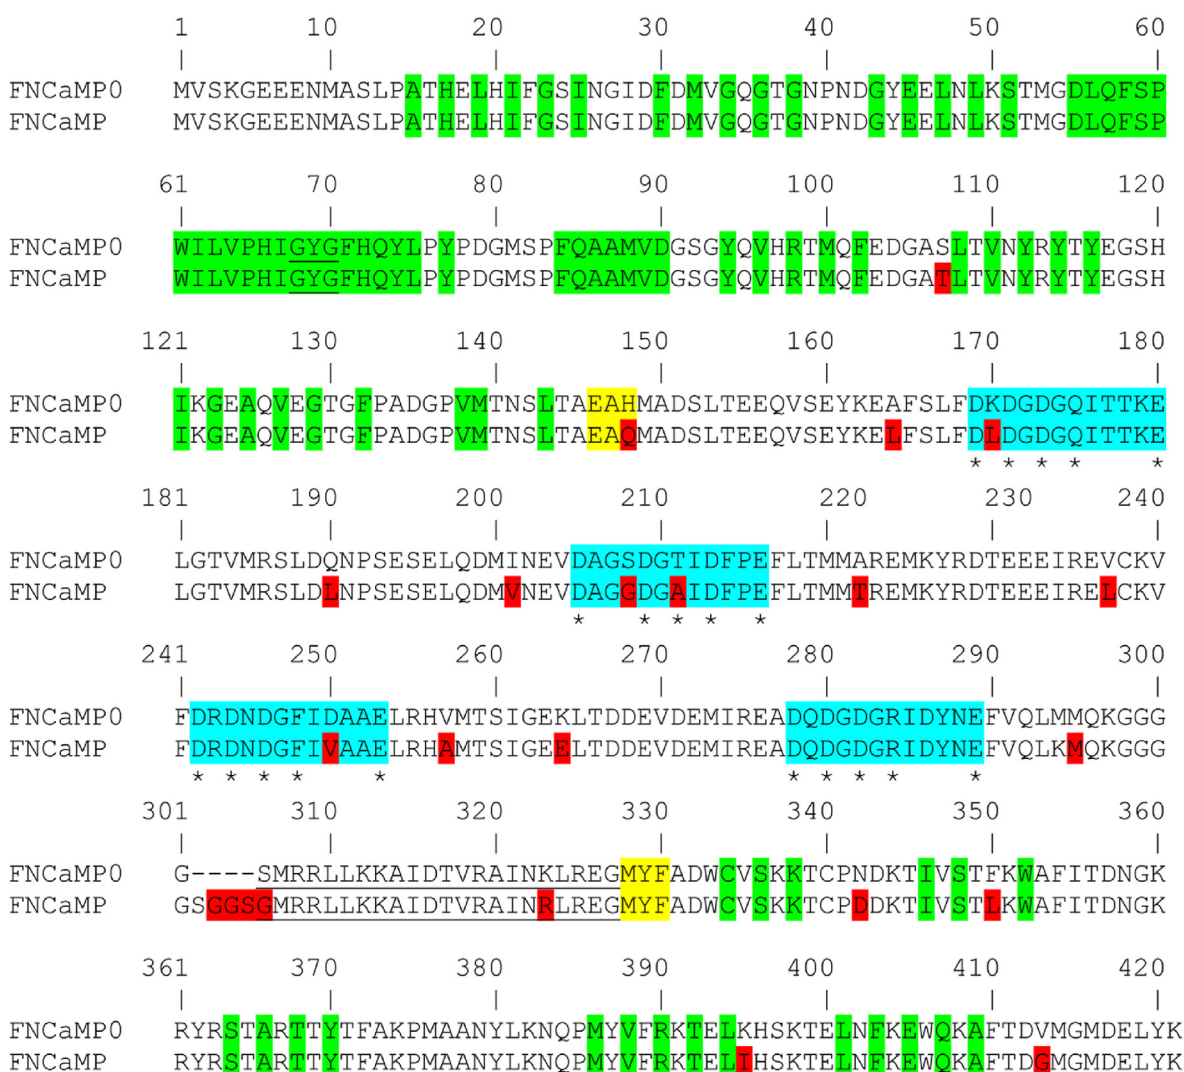 1 10 20 30 40 50 60
| | | | | | |
FNCaMP0 MVSKGEEENMASLPATHELHIFGSINGIDFDMVGQGTGNPNDGYEELNLKSTMGDLQFSP
FNCaMP MVSKGEEENMASLPATHELHIFGSINGIDFDMVGQGTGNPNDGYEELNLKSTMGDLQFSP
61 70 80 90 100 110 120
| | | | | | |
FNCaMP0 WILVPHIGYGFHQYLPYPDGMSPFQAAMVDGSGYQVHRTMQFEDGASLTVNYRYTYEGSH
FNCaMP WILVPHIGYGFHQYLPYPDGMSPFQAAMVDGSGYQVHRTMQFEDGATLTVNYRYTYEGSH
121 130 140 150 160 170 180
| | | | | | |
FNCaMP0 IKGEAQVEGTGFPADGPVMTNSLTAEAHMADSLTEEQVSEYKEAFSLFDKDGDGQITTKE
FNCaMP IKGEAQVEGTGFPADGPVMTNSLTAEAQMADSLTEEQVSEYKELFSLFDLDGDGQITTKE
* * * * *
181 190 200 210 220 230 240
| | | | | | |
FNCaMP0 LGTVMRSLDQNPSESELQDMINEVDAGSDGTIDFPEFLTMMAREMKYRDTEEEIREVCKV
FNCaMP LGTVMRSLDLNPSESELQDMVNEVDAGGDGAIDFPEFLTMMTREMKYRDTEEEIRELCKV
* * * * *
241 250 260 270 280 290 300
| | | | | | |
FNCaMP0 FDRDNDGFIDAAELRHVMTSIGEKLTDDEVDEMIREADQDGDGRIDYNEFVQLMMQKGGG
FNCaMP FDRDNDGFIVAAELRHAMTSIGEELTDDEVDEMIREADQDGDGRIDYNEFVQLKMQKGGG
* * * * * * * * * *
301 310 320 330 340 350 360
| | | | | | |
FNCaMP0 G----SMRRLLKKAIDTVRAINKLREGMYFADWCVSKKTCPNDKTIVSTFKWAFITDNGK
FNCaMP GSGGSGMRRLLKKAIDTVRAINRLREGMYFADWCVSKKTCPDDKTIVSTLKWAFITDNGK
361 370 380 390 400 410 420
| | | | | | |
FNCaMP0 RYRSTARTTYTFAKPMAANYLKNQPMYVFRKTELKHSKTELNFKEWQKAFTDVMGMDELYK
FNCaMP RYRSTARTTYTFAKPMAANYLKNQPMYVFRKTELIHSKTELNFKEWQKAFTDGMGMDELYK